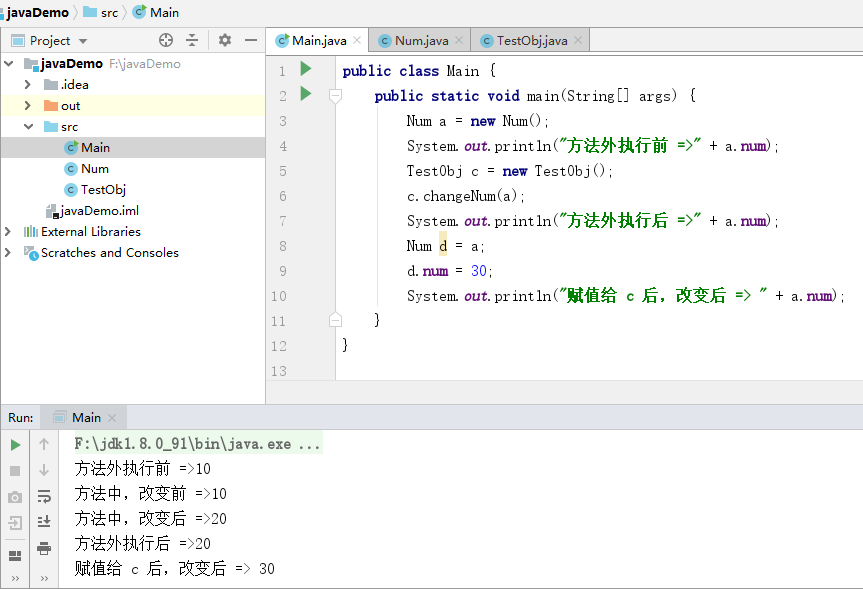 javaDemo src Main
Project
Main.java Num.java TestObj.java
javaDemo F:\javaDemo
.idea
out
src
Main
Num
TestObj
javaDemo.iml
External Libraries
Scratches and Consoles
1 public class Main {
2 public static void main(String[] args) {
3 Num a = new Num();
4 System.out.println("方法外执行前 =>" + a.num);
5 TestObj c = new TestObj();
6 c.changeNum(a);
7 System.out.println("方法外执行后 =>" + a.num);
8 Num d = a;
9 d.num = 30;
10 System.out.println("赋值给 c 后，改变后 => " + a.num);
11 }
12 }
13
Run: Main
F:\jdk1.8.0_91\bin\java.exe ...
方法外执行前 =>10
方法中，改变前 =>10
方法中，改变后 =>20
方法外执行后 =>20
赋值给 c 后，改变后 => 30